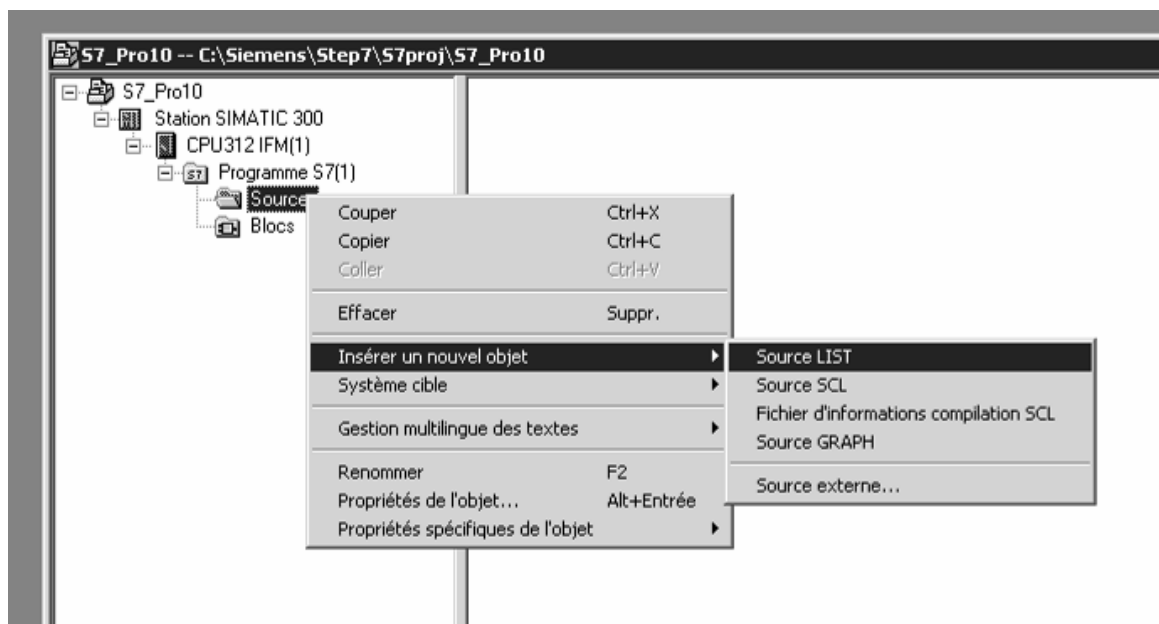 S7_Pro10 -- C:\Siemens\Step7\S7proj\S7_Pro10
S7_Pro10
Station SIMATIC 300
CPU312 IFM(1)
S7 Programme S7(1)
Source
Blocs
Couper Ctrl+X
Copier Ctrl+C
Coller Ctrl+V
Effacer Suppr.
Insérer un nouvel objet
Système cible
Gestion multilingue des textes
Renommer F2
Propriétés de l'objet... Alt+Entrée
Propriétés spécifiques de l'objet
Source LIST
Source SCL
Fichier d'informations compilation SCL
Source GRAPH
Source externe...